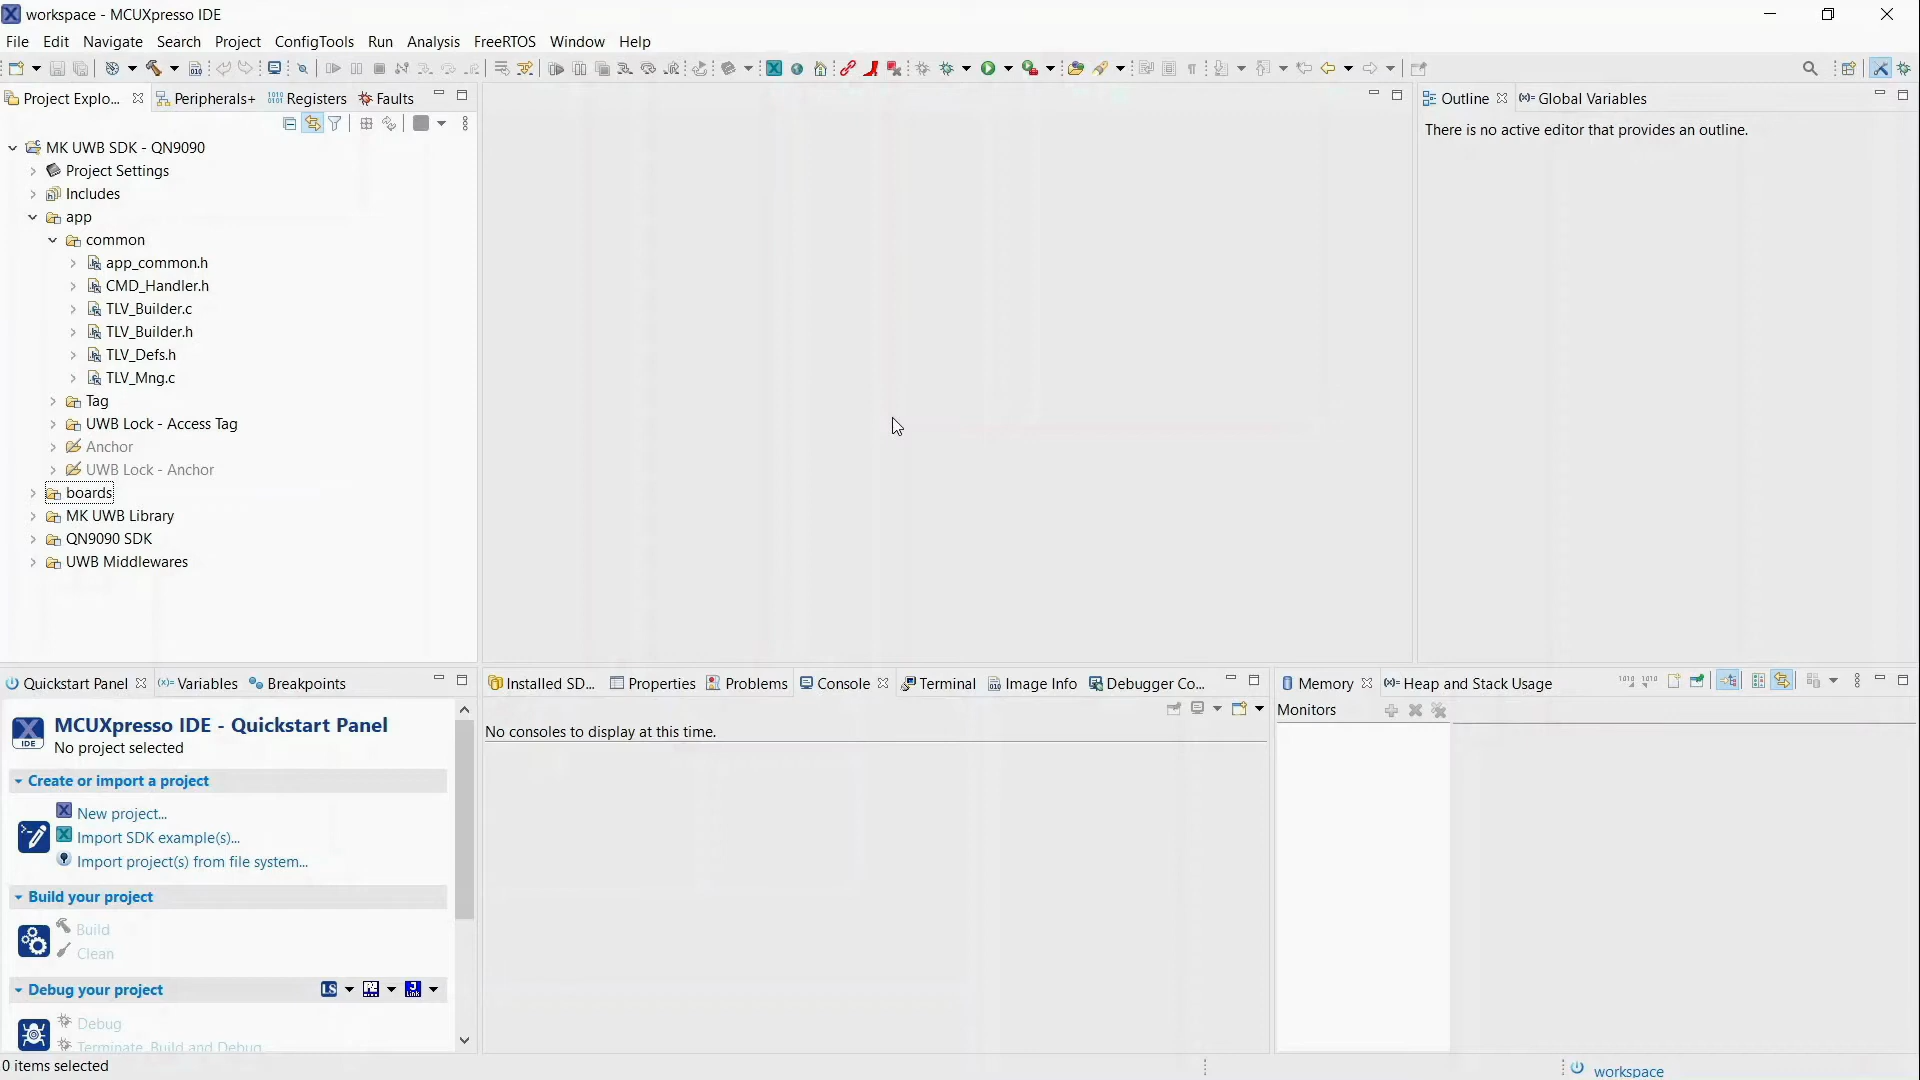 workspace - MCUXpresso IDE
File Edit Navigate Search Project ConfigTools Run Analysis FreeRTOS Window Help
Project Explo... Peripherals+ Registers Faults
MK UWB SDK - QN9090
Project Settings
Includes
app
common
app_common.h
CMD_Handler.h
TLV_Builder.c
TLV_Builder.h
TLV_Defs.h
TLV_Mng.c
Tag
UWB Lock - Access Tag
Anchor
UWB Lock - Anchor
boards
MK UWB Library
QN9090 SDK
UWB Middlewares
Outline (x)= Global Variables
There is no active editor that provides an outline.
Quickstart Panel (x)= Variables Breakpoints
IDE
MCUXpresso IDE - Quickstart Panel
No project selected
Create or import a project
New project...
Import SDK example(s)...
Import project(s) from file system...
Build your project
Build
Clean
Debug your project
LS
Debug
Terminate, Build and Debug
Installed SD... Properties Problems Console Terminal Image Info Debugger Co...
No consoles to display at this time.
Memory (x)= Heap and Stack Usage
Monitors
0 items selected
workspace